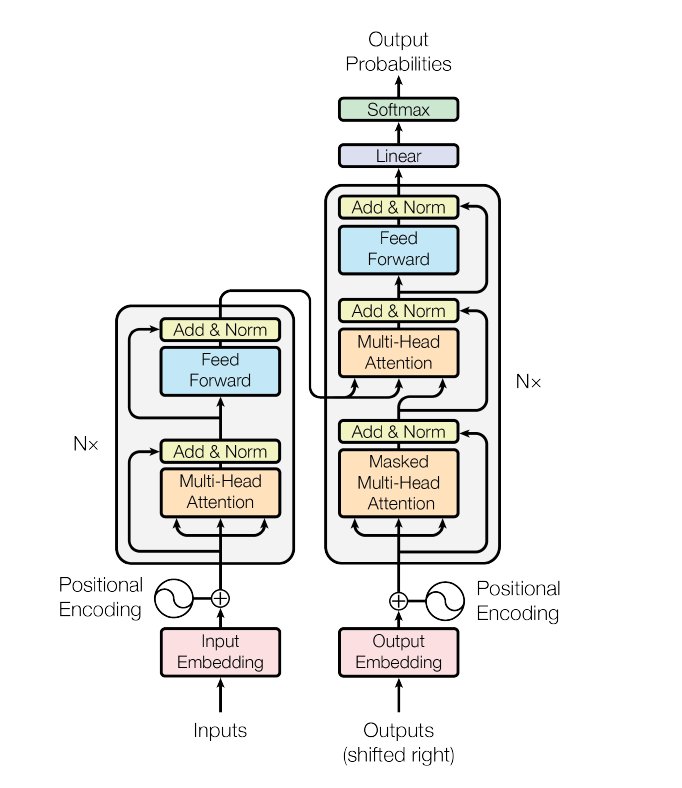 Output
Probabilities
Softmax
Linear
Add & Norm
Feed
Forward
Add & Norm
Multi-Head
Attention
Add & Norm
Masked
Multi-Head
Attention
Nx
Positional
Encoding
Output
Embedding
Outputs
(shifted right)
Add & Norm
Feed
Forward
Add & Norm
Multi-Head
Attention
Nx
Positional
Encoding
Input
Embedding
Inputs